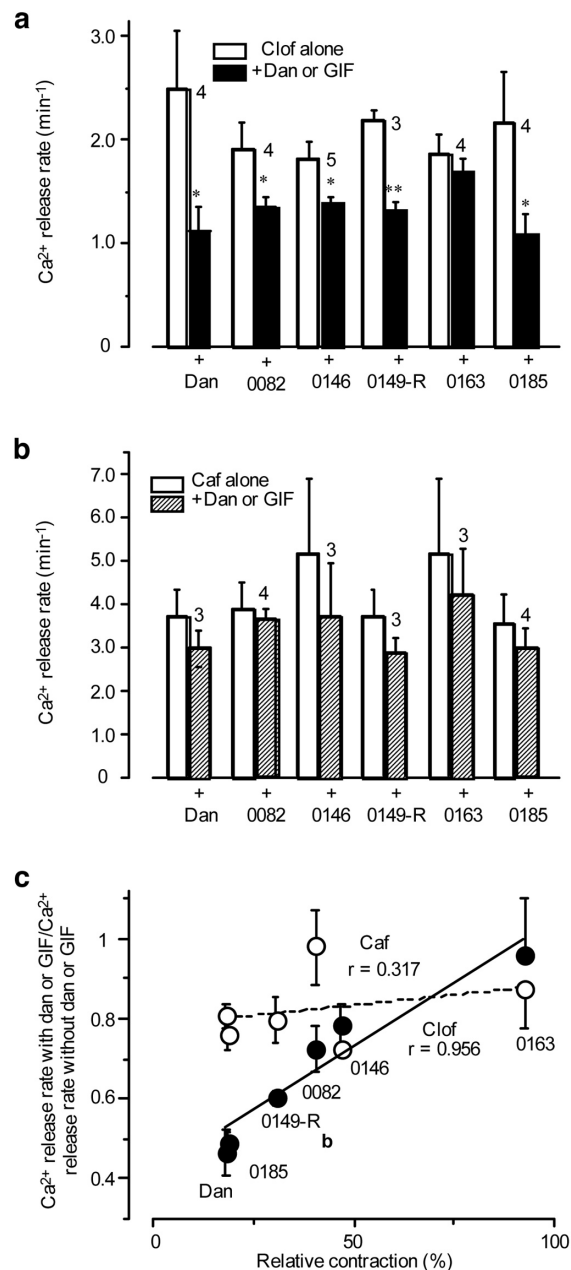 a
3.0
2.0
1.0
0
Ca2+ release rate (min-1)
Clof alone
+Dan or GIF
4
4
5
3
4
4
*
*
*
**
*
+
+
+
+
+
+
Dan
0082
0146
0149-R
0163
0185
b
7.0
6.0
5.0
4.0
3.0
2.0
1.0
0
Ca2+ release rate (min-1)
Caf alone
+Dan or GIF
3
4
3
3
3
4
+
+
+
+
+
+
Dan
0082
0146
0149-R
0163
0185
c
1
0.8
0.6
0.4
Ca2+ release rate with dan or GIF/Ca2+
release rate without dan or GIF
Caf
r = 0.317
Clof
r = 0.956
0163
0146
0082
0149-R
b
0185
Dan
0
50
100
Relative contraction (%)